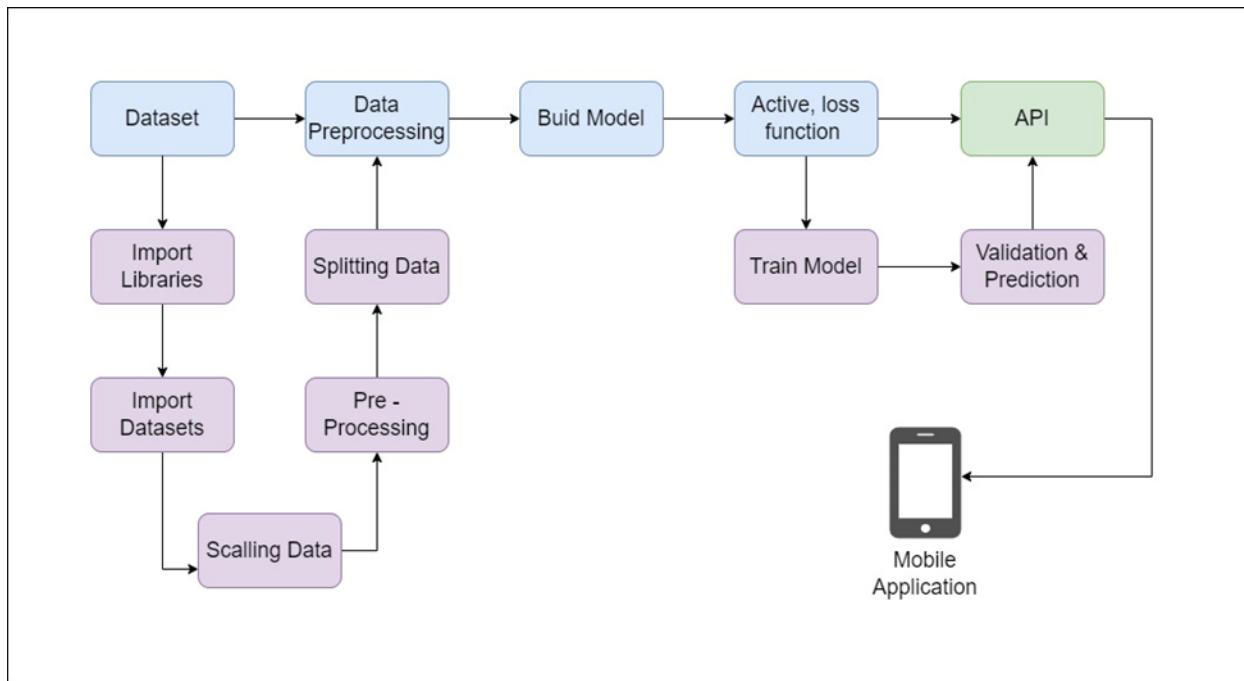 Dataset
Data
Preprocessing
Buid Model
Active, loss
function
API
Import
Libraries
Splitting Data
Train Model
Validation &
Prediction
Import
Datasets
Pre -
Processing
Scalling Data
Mobile
Application